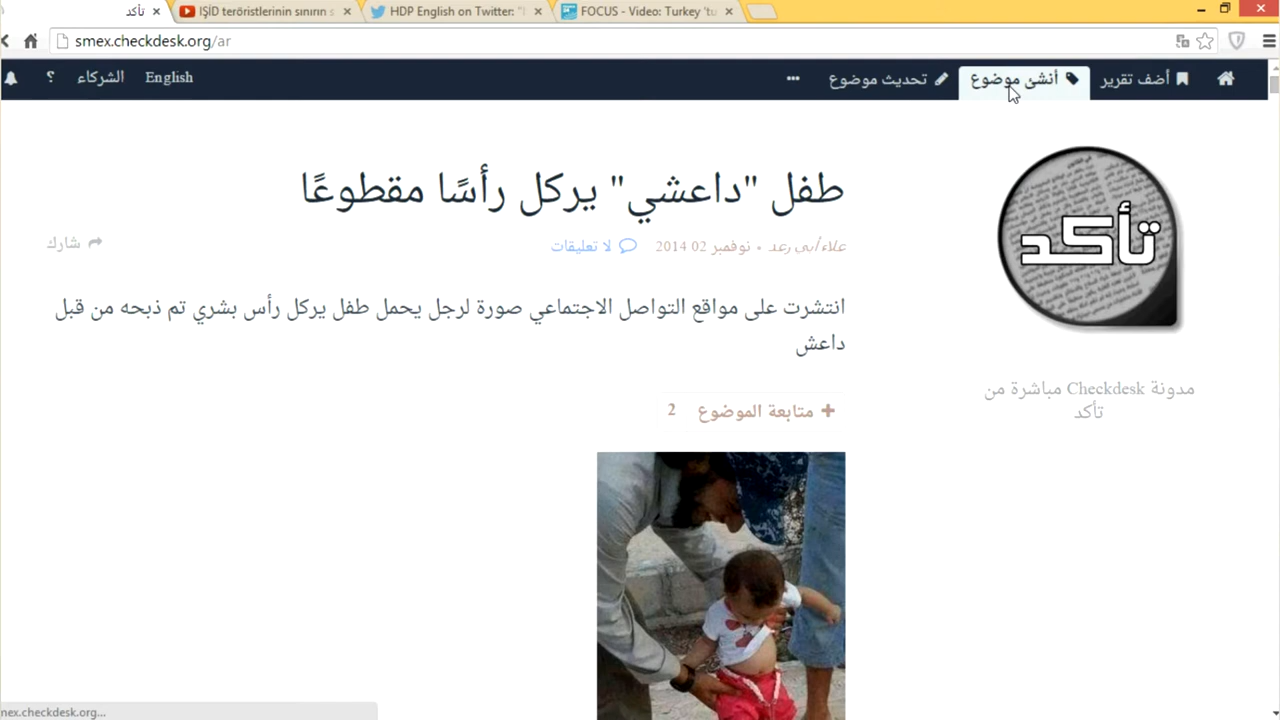 تأكد
IŞİD teröristlerinin sınırın s
HDP English on Twitter: "
FOCUS - Video: Turkey 'tu
smex.checkdesk.org/ar
أضف تقرير
أنشئ موضوع
تحديث موضوع
...
English
الشركاء
؟
طفل "داعشي" يركل رأسًا مقطوعًا
علاء أبي رعد • نوفمبر 02 2014 لا تعليقات
شارك
انتشرت على مواقع التواصل الاجتماعي صورة لرجل يحمل طفل يركل رأس بشري تم ذبحه من قبل
داعش
متابعة الموضوع 2
تأكد
مدونة Checkdesk مباشرة من
تأكد
mex.checkdesk.org...